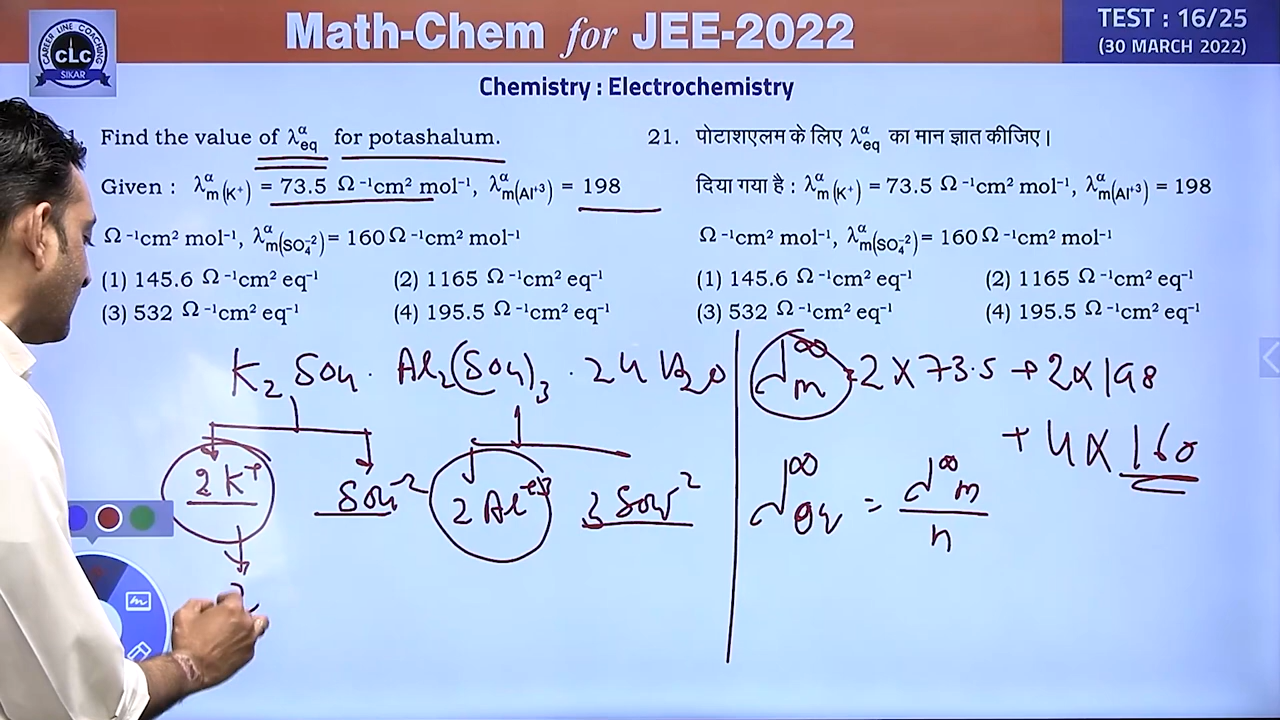 CAREER LINE COACHING
CLC
SIKAR
Math-Chem for JEE-2022
TEST : 16/25
(30 MARCH 2022)
Chemistry : Electrochemistry
1. Find the value of λ^α_eq for potashalum.
Given : λ^α_m(K⁺) = 73.5 Ω⁻¹cm² mol⁻¹, λ^α_m(Al⁺³) = 198
Ω⁻¹cm² mol⁻¹, λ^α_m(SO₄⁻²) = 160 Ω⁻¹cm² mol⁻¹
(1) 145.6 Ω⁻¹cm² eq⁻¹ (2) 1165 Ω⁻¹cm² eq⁻¹
(3) 532 Ω⁻¹cm² eq⁻¹ (4) 195.5 Ω⁻¹cm² eq⁻¹
21. पोटाशएलम के लिए λ^α_eq का मान ज्ञात कीजिए।
दिया गया है : λ^α_m(K⁺) = 73.5 Ω⁻¹cm² mol⁻¹, λ^α_m(Al⁺³) = 198
Ω⁻¹cm² mol⁻¹, λ^α_m(SO₄⁻²) = 160 Ω⁻¹cm² mol⁻¹
(1) 145.6 Ω⁻¹cm² eq⁻¹ (2) 1165 Ω⁻¹cm² eq⁻¹
(3) 532 Ω⁻¹cm² eq⁻¹ (4) 195.5 Ω⁻¹cm² eq⁻¹
K₂SO₄ · Al₂(SO₄)₃ · 24H₂O
2K⁺ SO₄⁻² 2Al⁺³ 3SO₄⁻²
2
λ^∞_m = 2 × 73.5 + 2 × 198
+ 4 × 160
λ^∞_eq = λ^∞_m / n